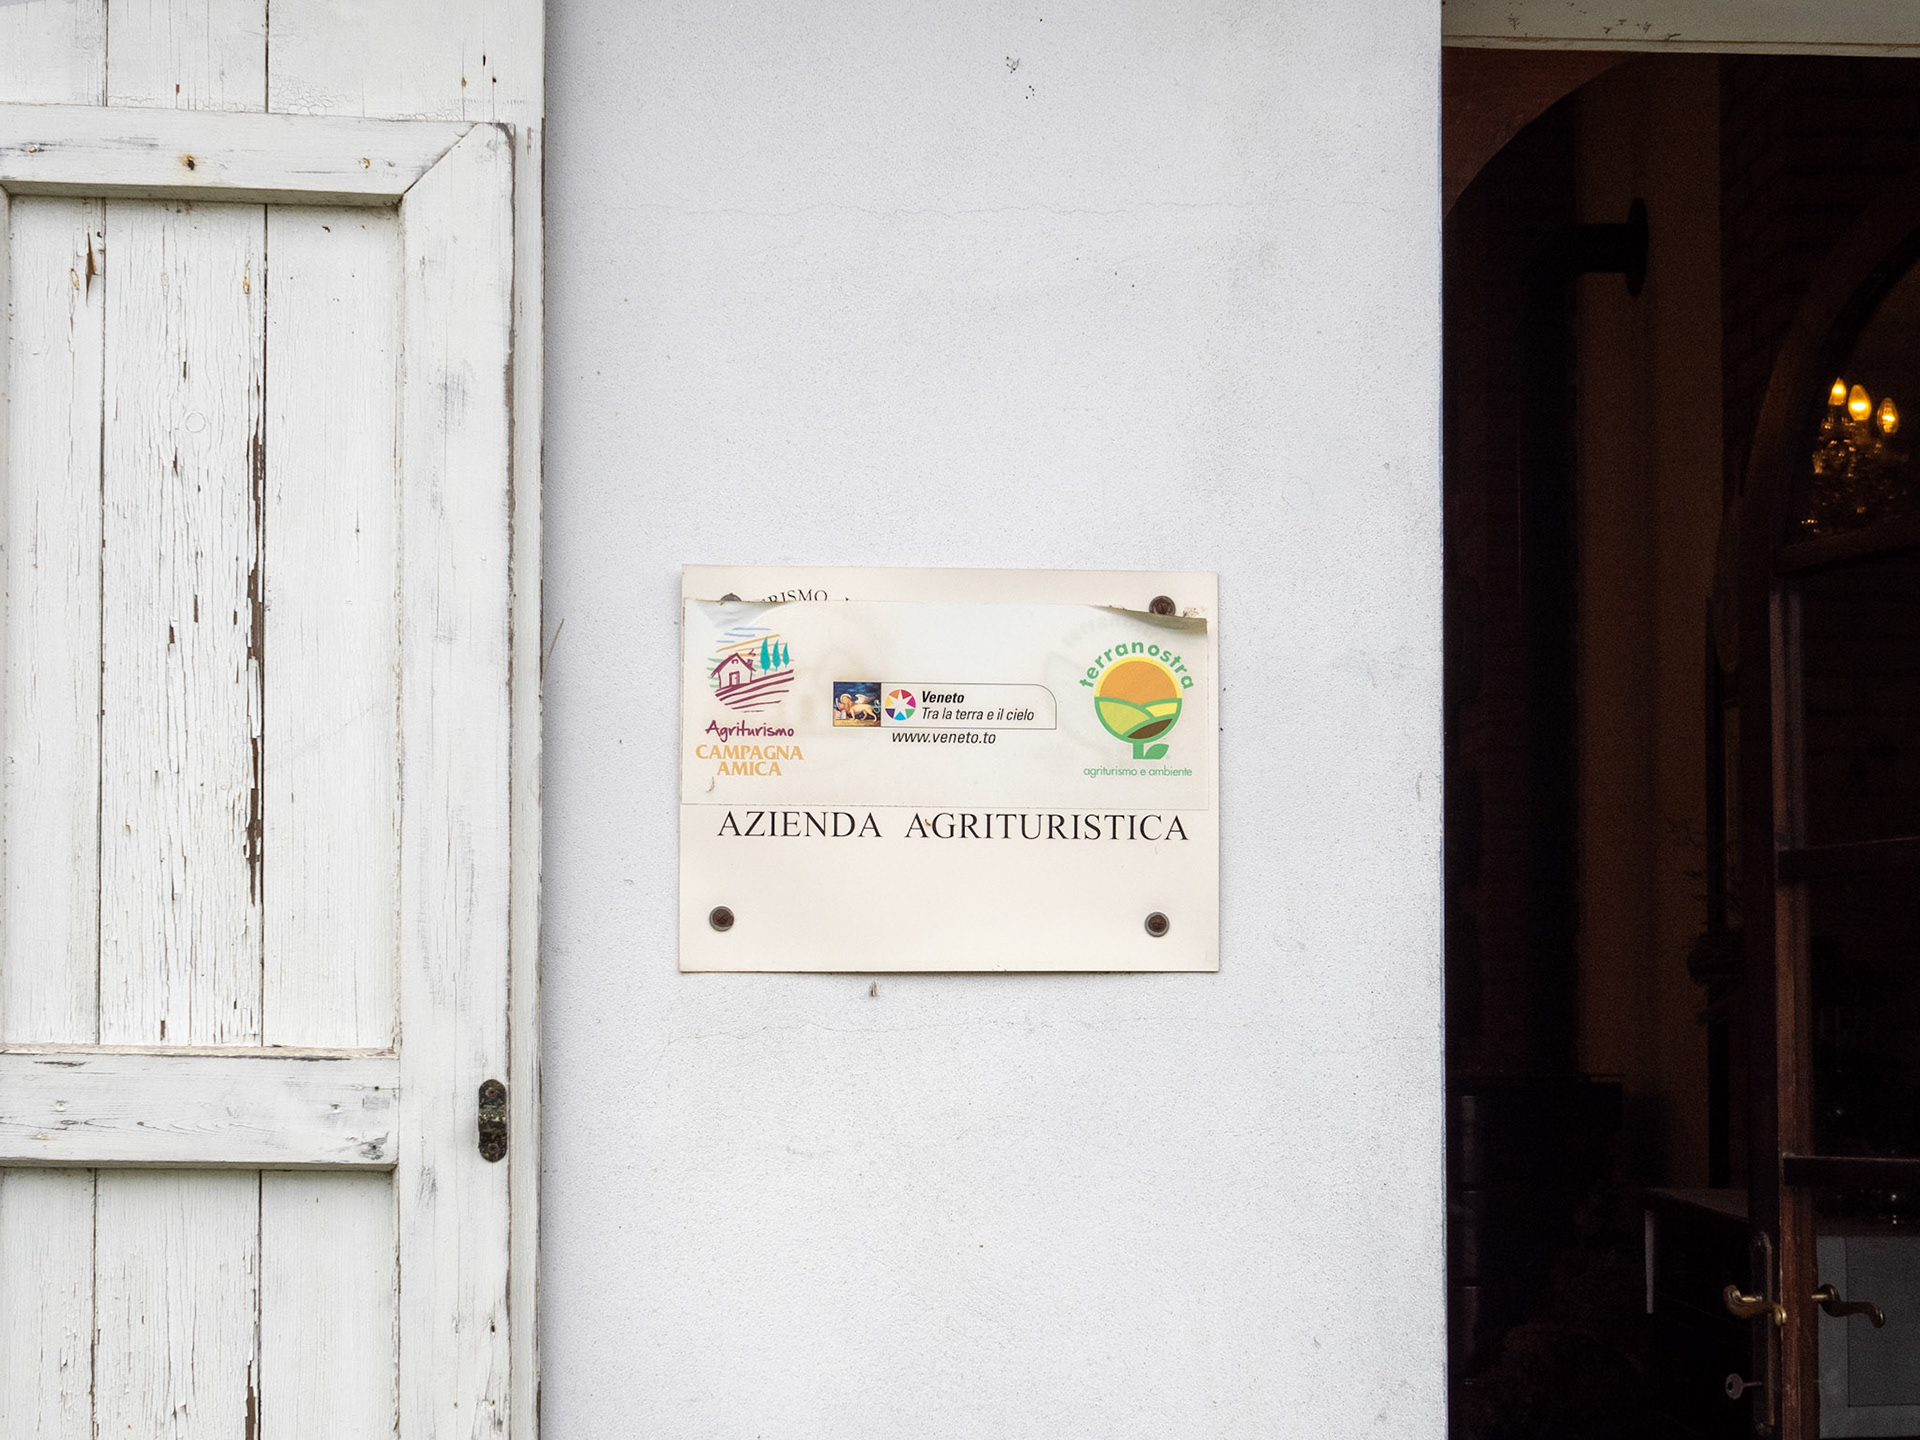 Agriturismo
CAMPAGNA
AMICA
Veneto
Tra la terra e il cielo
www.veneto.to
terranostra
agriturismo e ambiente
AZIENDA AGRITURISTICA